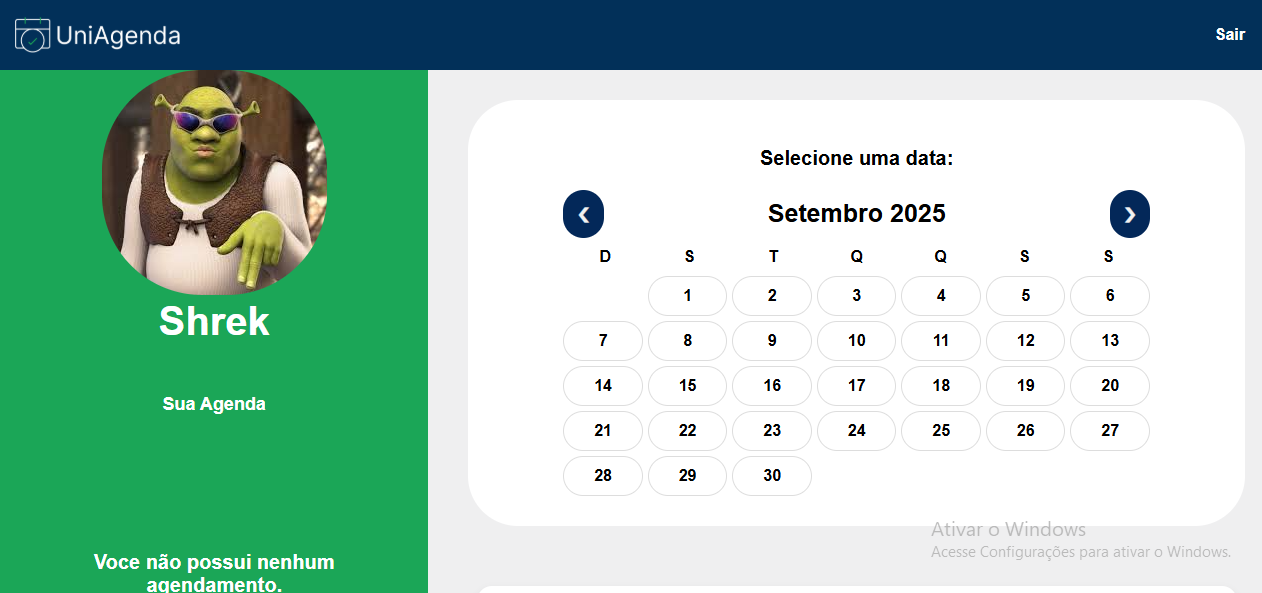 UniAgenda
Sair
Shrek
Sua Agenda
Voce não possui nenhum
agendamento.
Selecione uma data:
‹ Setembro 2025 ›
D S T Q Q S S
1 2 3 4 5 6
7 8 9 10 11 12 13
14 15 16 17 18 19 20
21 22 23 24 25 26 27
28 29 30
Ativar o Windows
Acesse Configurações para ativar o Windows.